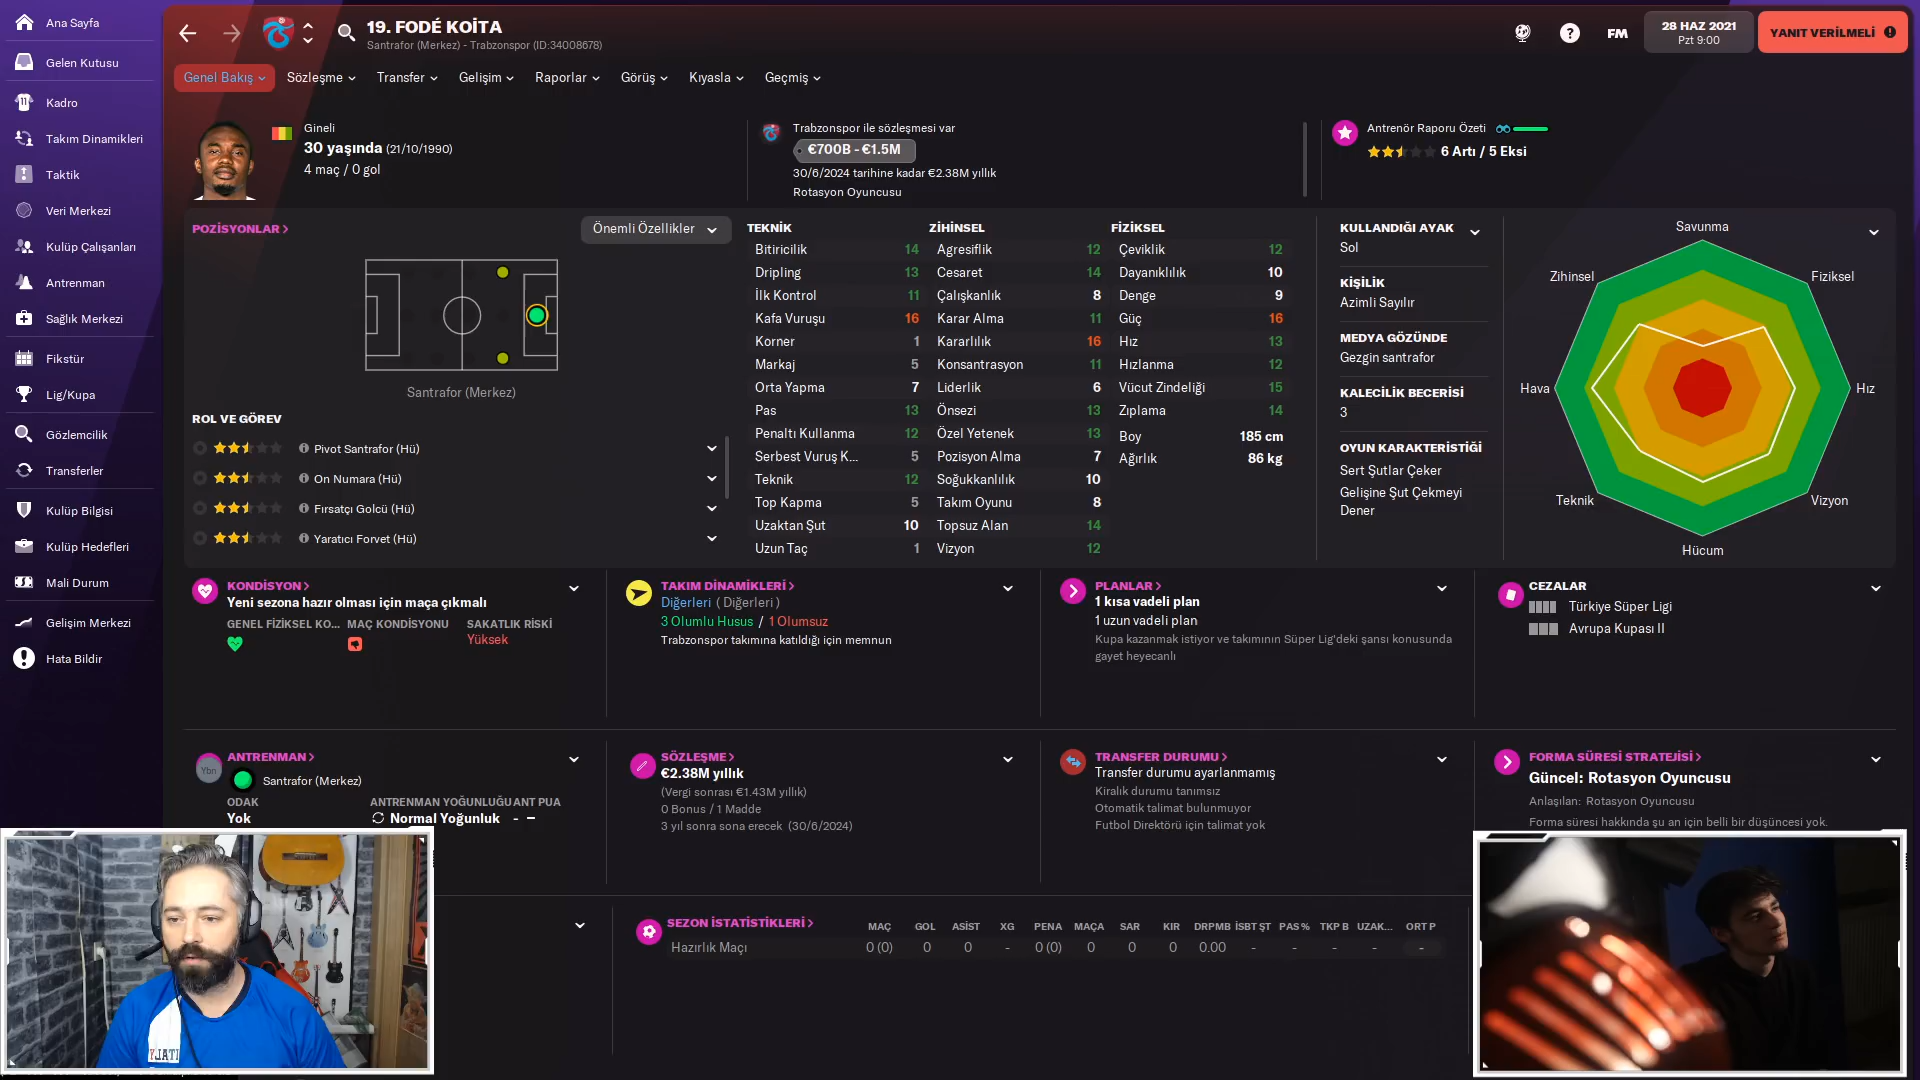 Ana Sayfa
Gelen Kutusu
Kadro
Takım Dinamikleri
Taktik
Veri Merkezi
Kulüp Çalışanları
Antrenman
Sağlık Merkezi
Fikstür
Lig/Kupa
Gözlemcilik
Transferler
Kulüp Bilgisi
Kulüp Hedefleri
Mali Durum
Gelişim Merkezi
Hata Bildir
19. FODÉ KOİTA
Santrafor (Merkez) - Trabzonspor (ID:34008678)
FM
28 HAZ 2021
Pzt 9:00
YANIT VERİLMELİ
Genel Bakış Sözleşme Transfer Gelişim Raporlar Görüş Kıyasla Geçmiş
Gineli
30 yaşında (21/10/1990)
4 maç / 0 gol
Trabzonspor ile sözleşmesi var
€700B - €1.5M
30/6/2024 tarihine kadar €2.38M yıllık
Rotasyon Oyuncusu
Antrenör Raporu Özeti
6 Artı / 5 Eksi
POZİSYONLAR
Önemli Özellikler
Santrafor (Merkez)
ROL VE GÖREV
Pivot Santrafor (Hü)
On Numara (Hü)
Fırsatçı Golcü (Hü)
Yaratıcı Forvet (Hü)
TEKNİK
Bitiricilik 14
Dripling 13
İlk Kontrol 11
Kafa Vuruşu 16
Korner 1
Markaj 5
Orta Yapma 7
Pas 13
Penaltı Kullanma 12
Serbest Vuruş K... 5
Teknik 12
Top Kapma 5
Uzaktan Şut 10
Uzun Taç 1
ZİHİNSEL
Agresiflik 12
Cesaret 14
Çalışkanlık 8
Karar Alma 11
Kararlılık 16
Konsantrasyon 11
Liderlik 6
Önsezi 13
Özel Yetenek 13
Pozisyon Alma 7
Soğukkanlılık 10
Takım Oyunu 8
Topsuz Alan 14
Vizyon 12
FİZİKSEL
Çeviklik 12
Dayanıklılık 10
Denge 9
Güç 16
Hız 13
Hızlanma 12
Vücut Zindeliği 15
Zıplama 14
Boy 185 cm
Ağırlık 86 kg
KULLANDIĞI AYAK
Sol
KİŞİLİK
Azimli Sayılır
MEDYA GÖZÜNDE
Gezgin santrafor
KALECİLİK BECERİSİ
3
OYUN KARAKTERİSTİĞİ
Sert Şutlar Çeker
Gelişine Şut Çekmeyi
Dener
Savunma
Zihinsel Fiziksel
Hava Hız
Teknik Vizyon
Hücum
KONDİSYON
Yeni sezona hazır olması için maça çıkmalı
GENEL FİZİKSEL KO... MAÇ KONDİSYONU SAKATLIK RİSKİ
Yüksek
TAKIM DİNAMİKLERİ
Diğerleri (Diğerleri)
3 Olumlu Husus / 1 Olumsuz
Trabzonspor takımına katıldığı için memnun
PLANLAR
1 kısa vadeli plan
1 uzun vadeli plan
Kupa kazanmak istiyor ve takımının Süper Lig'deki şansı konusunda
gayet heyecanlı
CEZALAR
Türkiye Süper Ligi
Avrupa Kupası II
ANTRENMAN
Ybn
Santrafor (Merkez)
ODAK ANTRENMAN YOĞUNLUĞU ANT PUA
Yok Normal Yoğunluk - –
SÖZLEŞME
€2.38M yıllık
(Vergi sonrası €1.43M yıllık)
0 Bonus / 1 Madde
3 yıl sonra sona erecek (30/6/2024)
TRANSFER DURUMU
Transfer durumu ayarlanmamış
Kiralık durumu tanımsız
Otomatik talimat bulunmuyor
Futbol Direktörü için talimat yok
FORMA SÜRESİ STRATEJİSİ
Güncel: Rotasyon Oyuncusu
Anlaşılan: Rotasyon Oyuncusu
Forma süresi hakkında şu an için belli bir düşüncesi yok.
SEZON İSTATİSTİKLERİ MAÇ GOL ASİST XG PENA MAÇA SAR KIR DRPMB İSBT ŞT PAS % TKP B UZAK... ORT P
Hazırlık Maçı 0 (0) 0 0 - 0 (0) 0 0 0 0.00 - - - - -